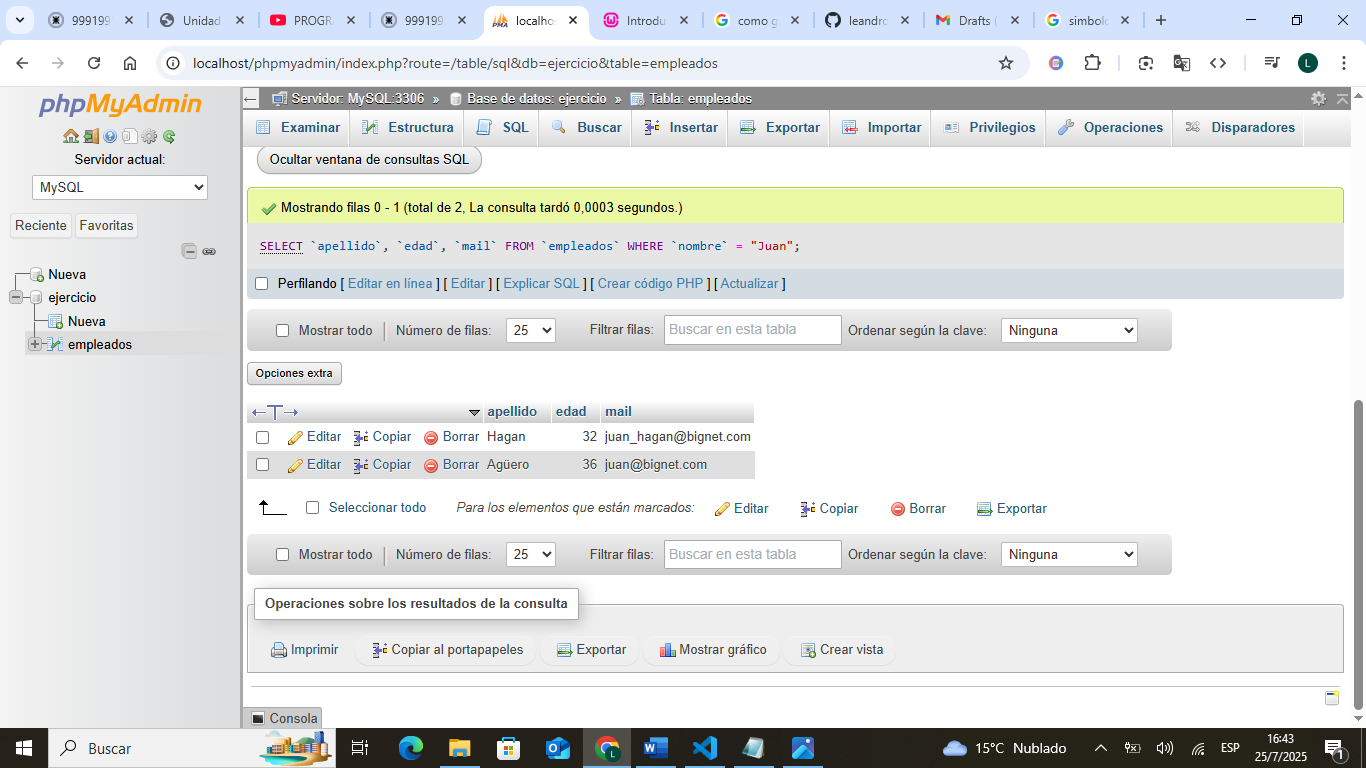 999199
Unidad
PROGR
999199
localho
Introdu
como g
leandro
Drafts (
simbolo
localhost/phpmyadmin/index.php?route=/table/sql&db=ejercicio&table=empleados
L
phpMyAdmin
Servidor actual:
MySQL
Reciente Favoritas
Nueva
ejercicio
Nueva
empleados
Servidor: MySQL:3306 » Base de datos: ejercicio » Tabla: empleados
Examinar Estructura SQL Buscar Insertar Exportar Importar Privilegios Operaciones Disparadores
Ocultar ventana de consultas SQL
Mostrando filas 0 - 1 (total de 2, La consulta tardó 0,0003 segundos.)
SELECT `apellido`, `edad`, `mail` FROM `empleados` WHERE `nombre` = "Juan";
Perfilando [ Editar en línea ] [ Editar ] [ Explicar SQL ] [ Crear código PHP ] [ Actualizar ]
Mostrar todo | Número de filas: 25 Filtrar filas: Buscar en esta tabla Ordenar según la clave: Ninguna
Opciones extra
←T→ apellido edad mail
Editar Copiar Borrar Hagan 32 juan_hagan@bignet.com
Editar Copiar Borrar Agüero 36 juan@bignet.com
Seleccionar todo Para los elementos que están marcados: Editar Copiar Borrar Exportar
Mostrar todo | Número de filas: 25 Filtrar filas: Buscar en esta tabla Ordenar según la clave: Ninguna
Operaciones sobre los resultados de la consulta
Imprimir Copiar al portapapeles Exportar Mostrar gráfico Crear vista
Consola
Buscar
15°C Nublado
ESP
16:43
25/7/2025
1